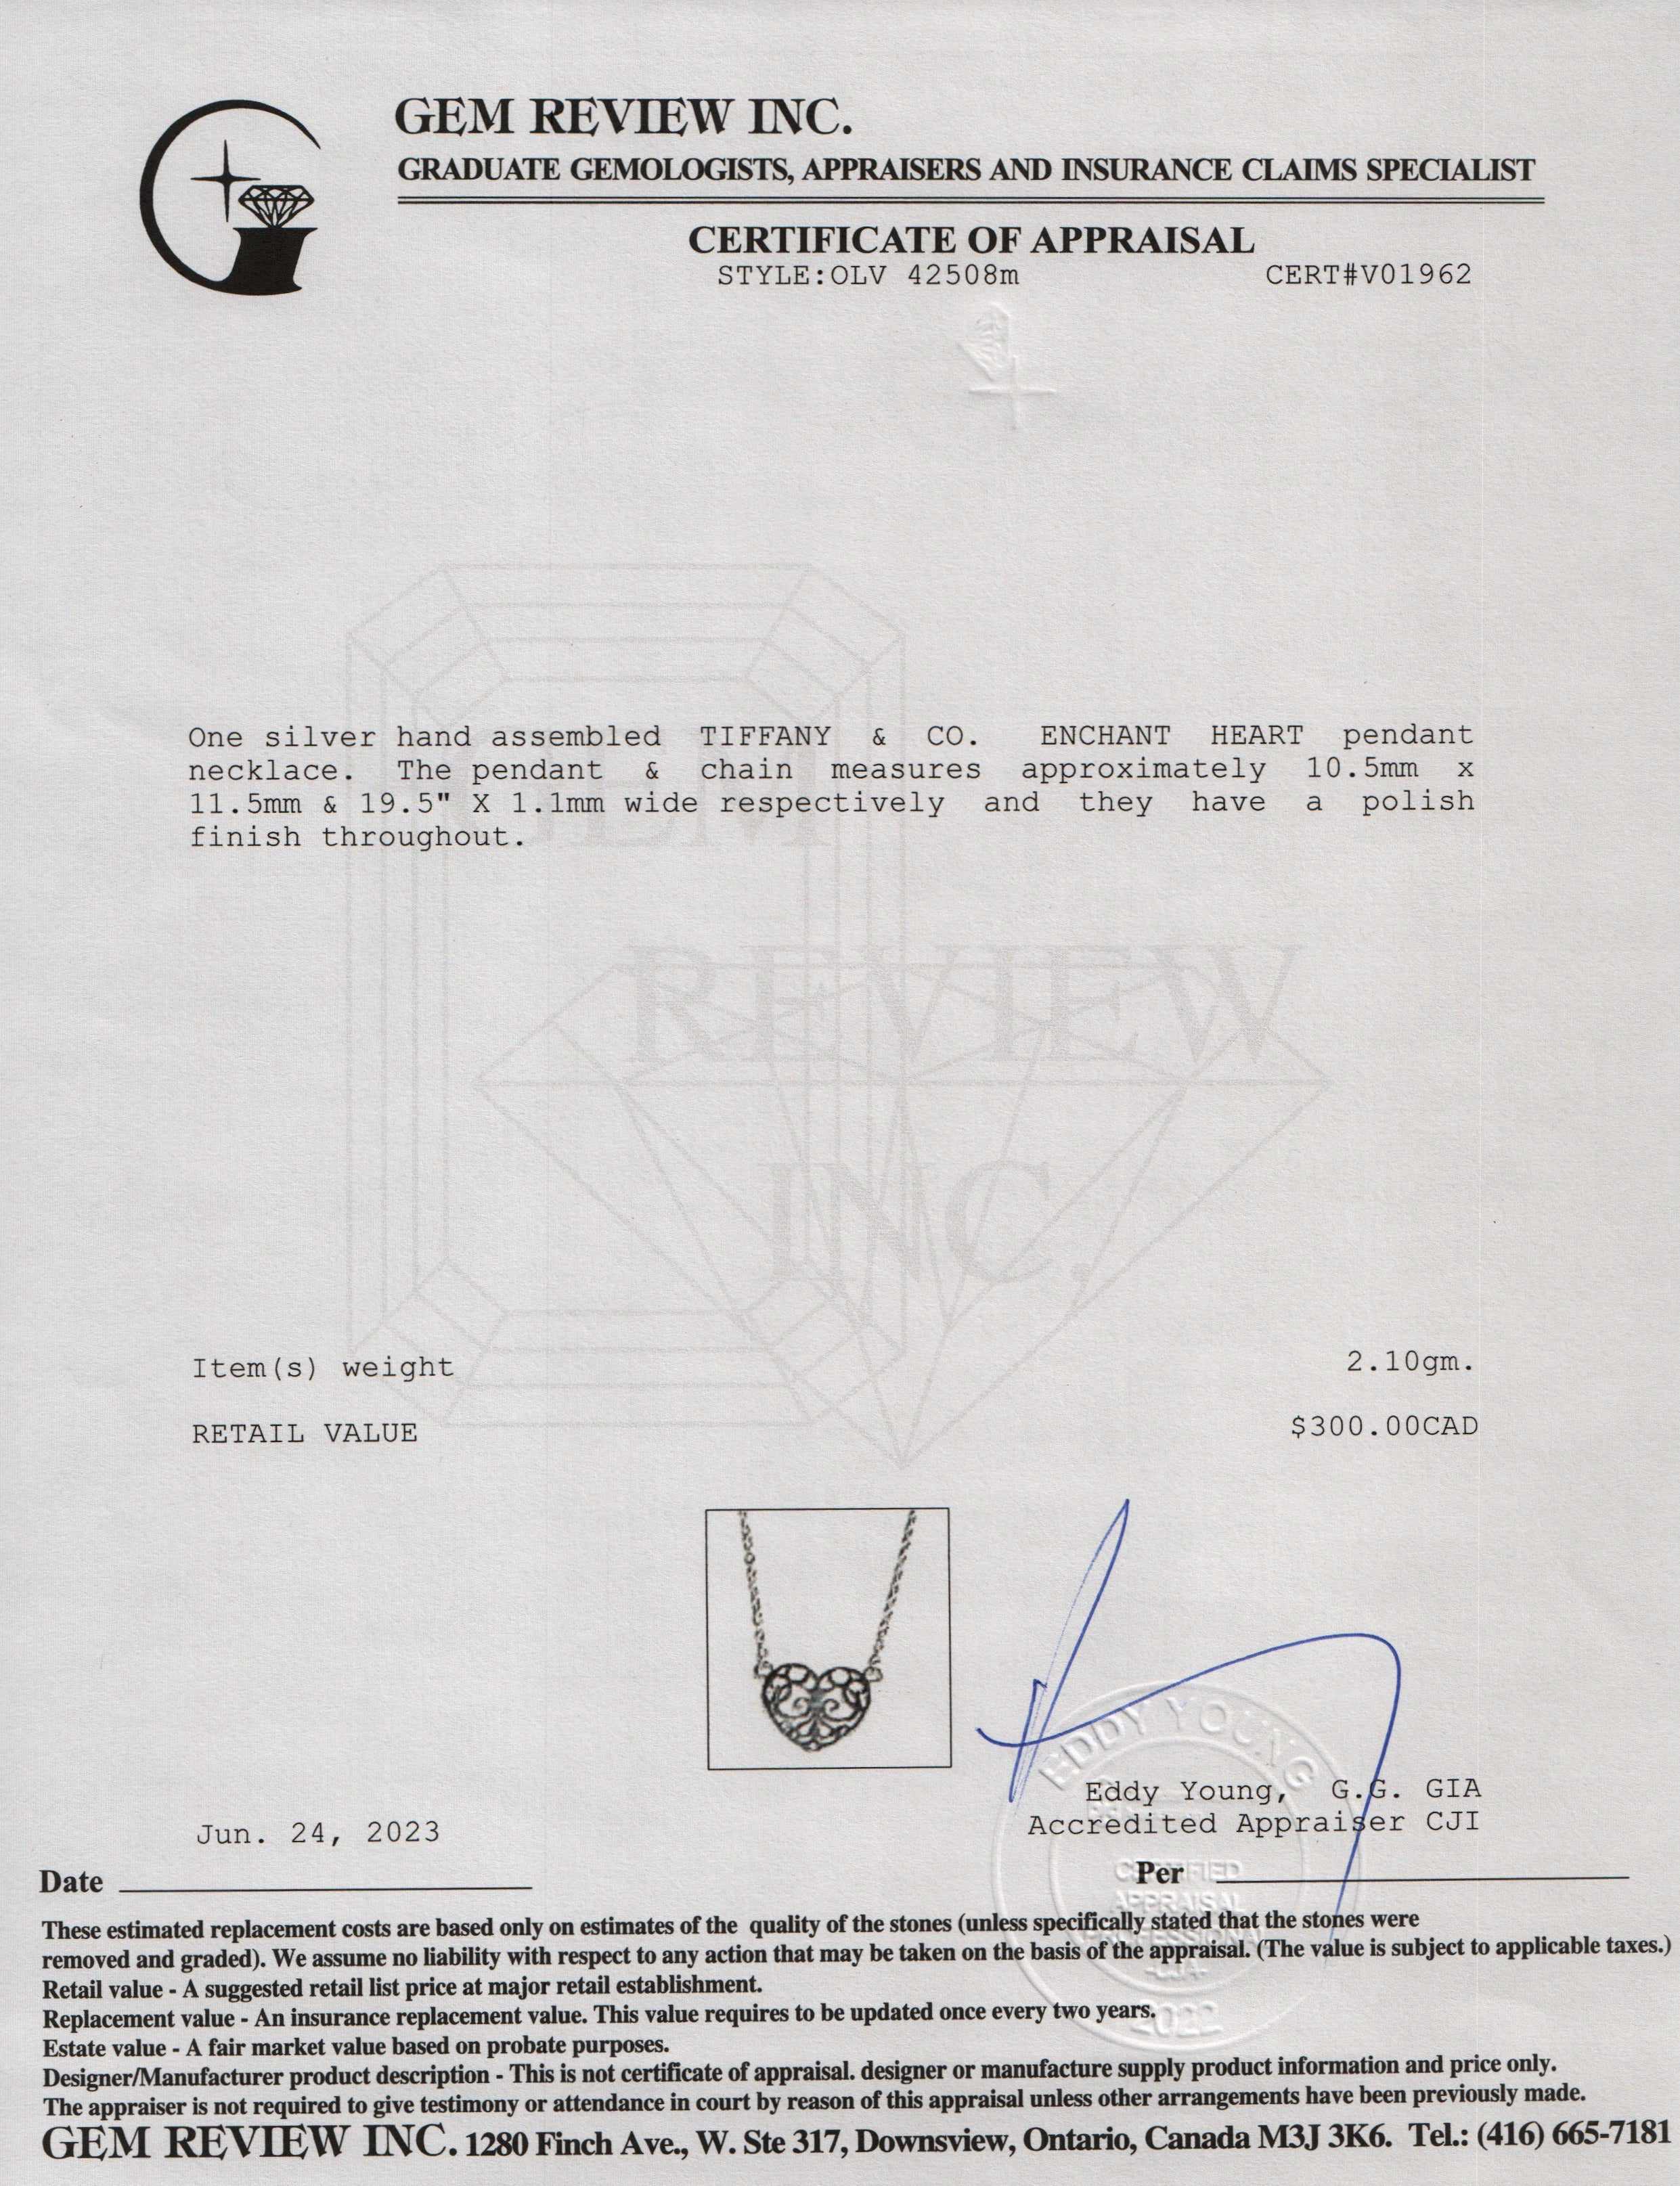 GEM REVIEW INC.
GRADUATE GEMOLOGISTS, APPRAISERS AND INSURANCE CLAIMS SPECIALIST
CERTIFICATE OF APPRAISAL
STYLE:OLV 42508m CERT#V01962
One silver hand assembled TIFFANY & CO. ENCHANT HEART pendant
necklace. The pendant & chain measures approximately 10.5mm x
11.5mm & 19.5" X 1.1mm wide respectively and they have a polish
finish throughout.
GEM
REVIEW
INC.
Item(s) weight 2.10gm.
RETAIL VALUE $300.00CAD
EDDY YOUNG
Eddy Young, G.G. GIA
Accredited Appraiser CJI
Jun. 24, 2023
Date
Per
CERTIFIED
APPRAISAL
PROFESSIONAL
2022
These estimated replacement costs are based only on estimates of the quality of the stones (unless specifically stated that the stones were
removed and graded). We assume no liability with respect to any action that may be taken on the basis of the appraisal. (The value is subject to applicable taxes.)
Retail value - A suggested retail list price at major retail establishment.
Replacement value - An insurance replacement value. This value requires to be updated once every two years.
Estate value - A fair market value based on probate purposes.
Designer/Manufacturer product description - This is not certificate of appraisal. designer or manufacture supply product information and price only.
The appraiser is not required to give testimony or attendance in court by reason of this appraisal unless other arrangements have been previously made.
GEM REVIEW INC. 1280 Finch Ave., W. Ste 317, Downsview, Ontario, Canada M3J 3K6. Tel.: (416) 665-7181